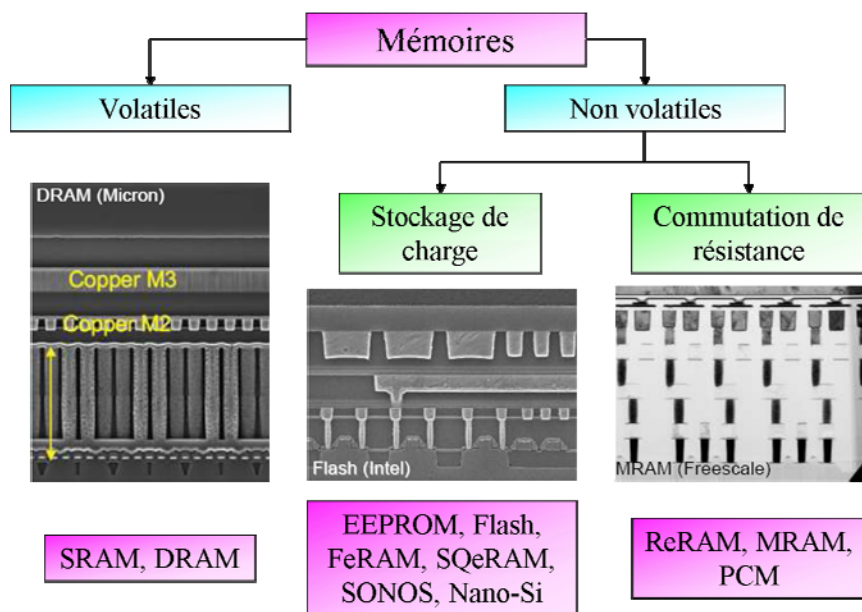 Mémoires
Volatiles
Non volatiles
Stockage de
charge
Commutation de
résistance
DRAM (Micron)
Copper M3
Copper M2
Flash (Intel)
MRAM (Freescale)
SRAM, DRAM
EEPROM, Flash,
FeRAM, SQeRAM,
SONOS, Nano-Si
ReRAM, MRAM,
PCM